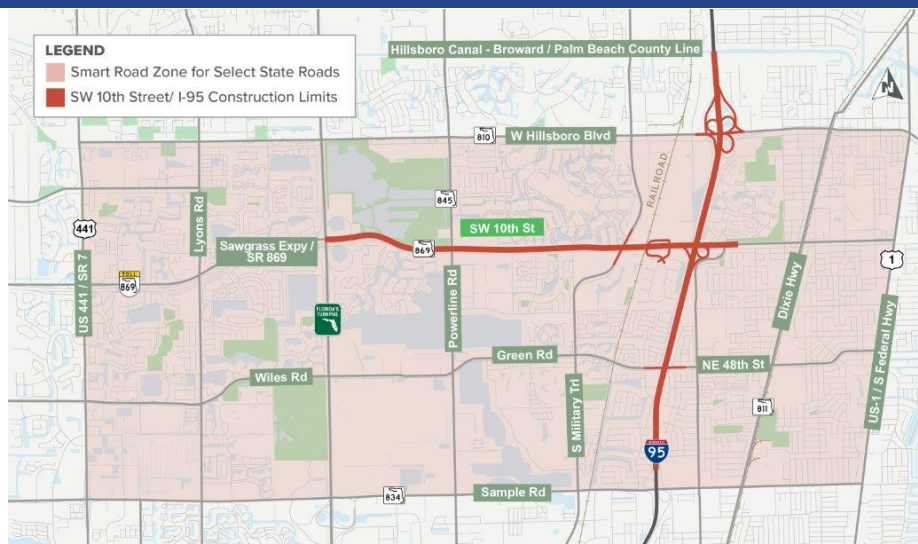 LEGEND
Smart Road Zone for Select State Roads
SW 10th Street/ I-95 Construction Limits
Hillsboro Canal - Broward / Palm Beach County Line
N
810
W Hillsboro Blvd
RAILROAD
441
Lyons Rd
845
SW 10th St
Sawgrass Expy /
SR 869
869
1
TOLL
869
US 441 / SR 7
FLORIDA'S
TURNPIKE
Powerline Rd
Dixie Hwy
Green Rd
NE 48th St
Wiles Rd
S Military Trl
811
US-1 / S Federal Hwy
95
834
Sample Rd